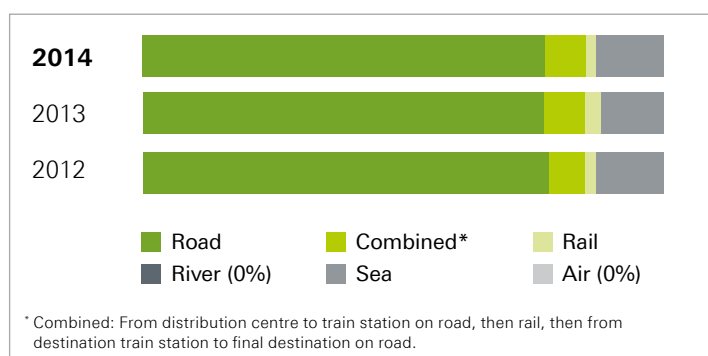 2014
2013
2012
Road Combined* Rail
River (0%) Sea Air (0%)
* Combined: From distribution centre to train station on road, then rail, then from
destination train station to final destination on road.